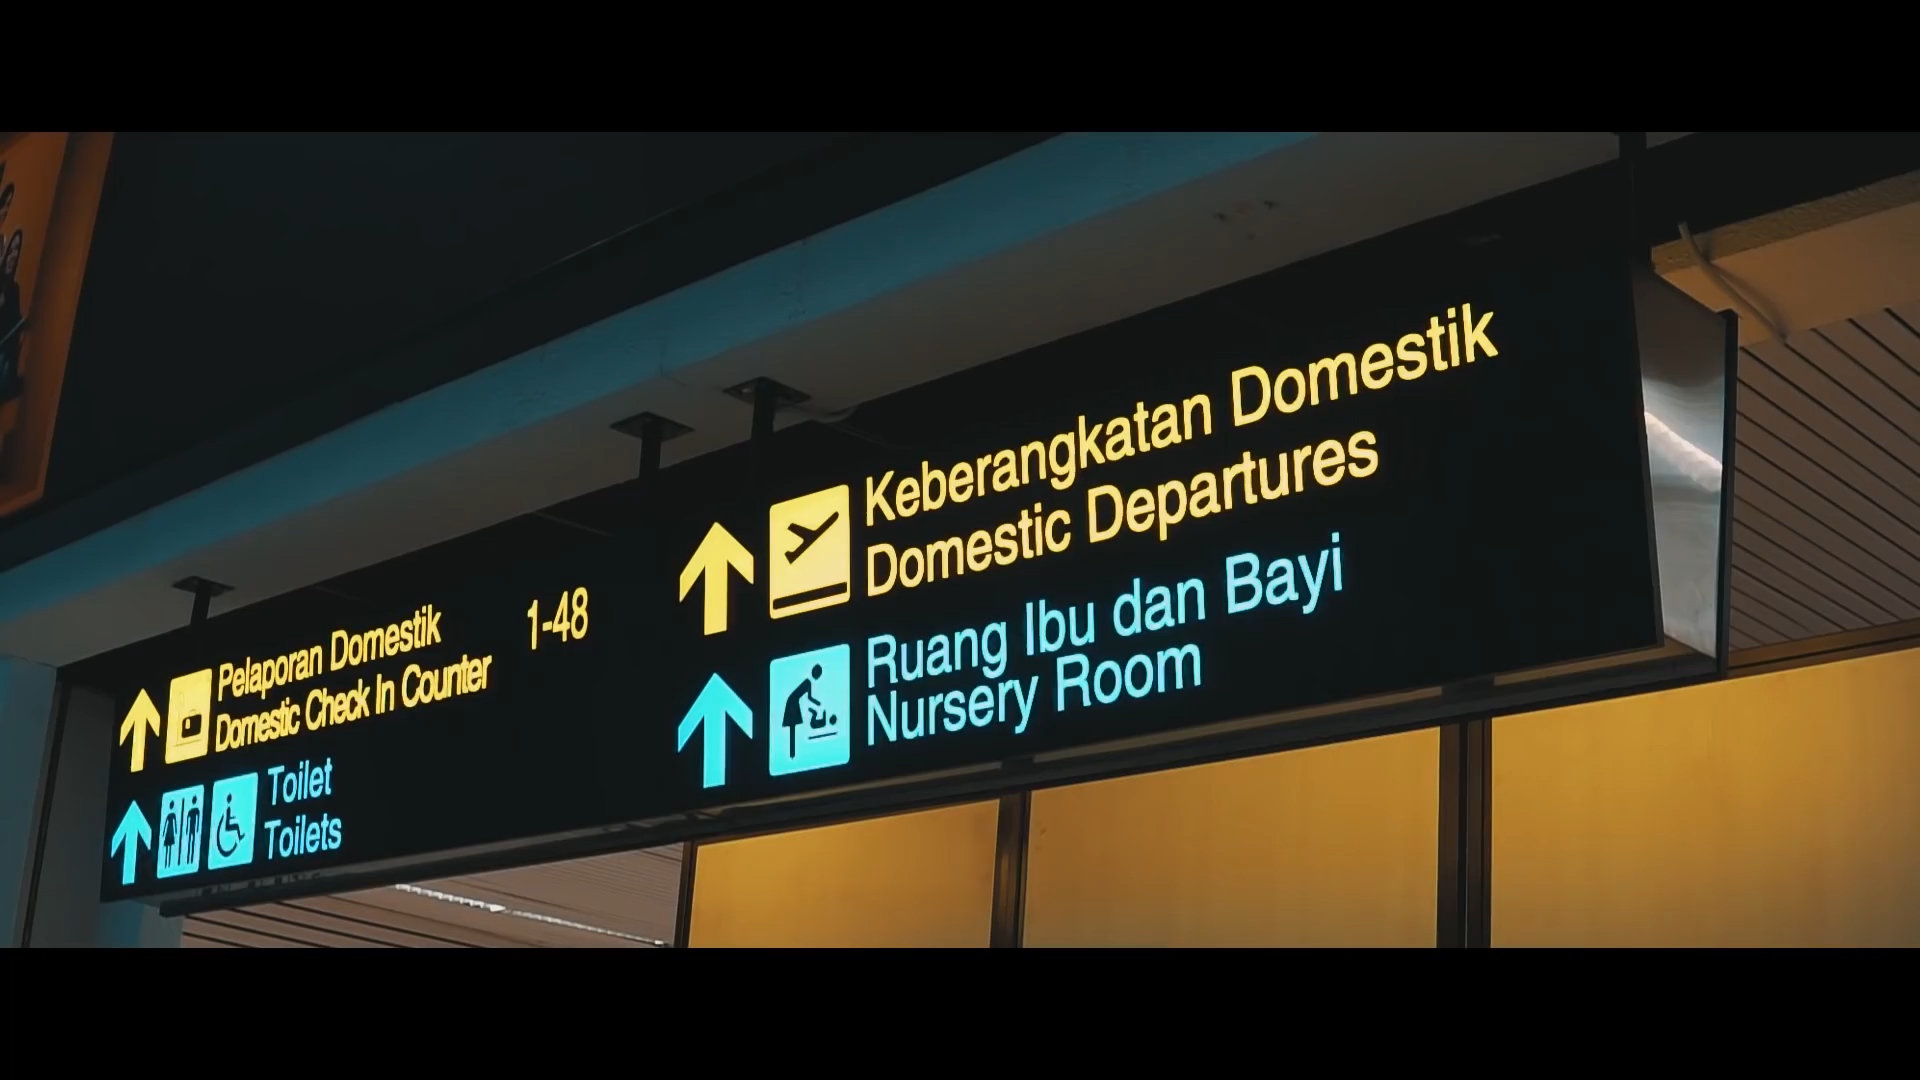 Pelaporan Domestik 1-48
Domestic Check In Counter
Toilet
Toilets
Keberangkatan Domestik
Domestic Departures
Ruang Ibu dan Bayi
Nursery Room